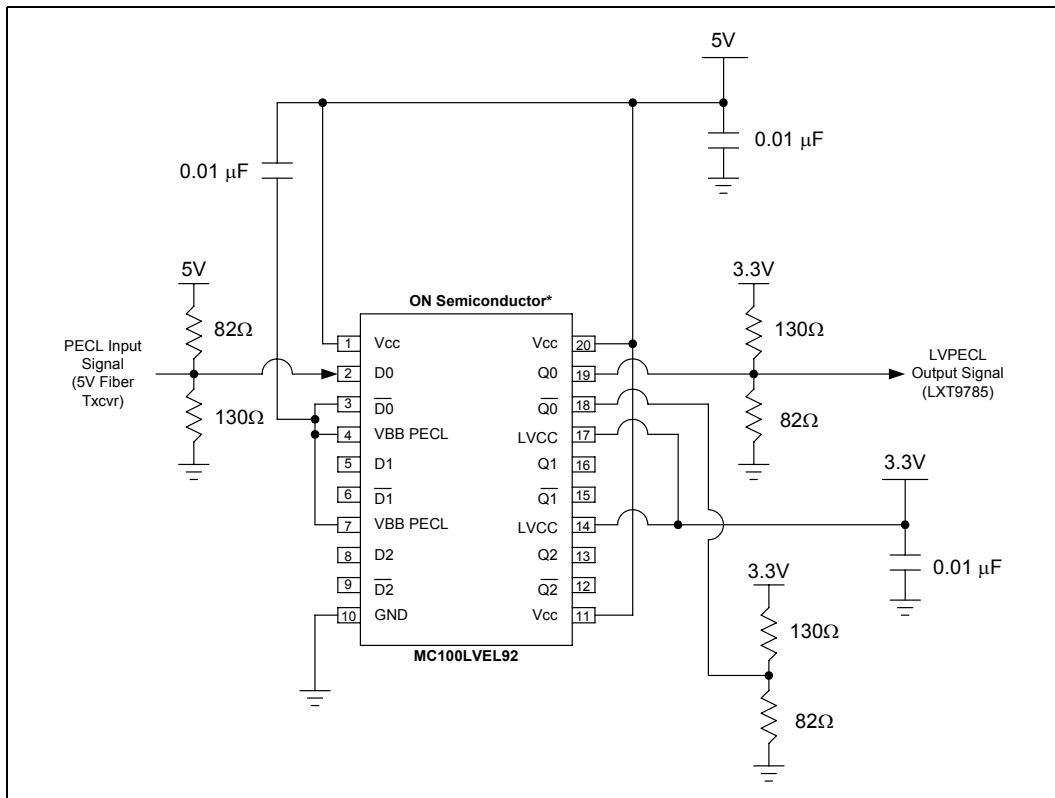 5V
0.01 μF
0.01 μF
5V
82Ω
PECL Input
Signal
(5V Fiber
Txcvr)
130Ω
ON Semiconductor*
1 Vcc
2 D0
3 D0
4 VBB PECL
5 D1
6 D1
7 VBB PECL
8 D2
9 D2
10 GND
Vcc 20
Q0 19
Q0 18
LVCC 17
Q1 16
Q1 15
LVCC 14
Q2 13
Q2 12
Vcc 11
MC100LVEL92
3.3V
130Ω
LVPECL
Output Signal
(LXT9785)
82Ω
3.3V
0.01 μF
3.3V
130Ω
82Ω